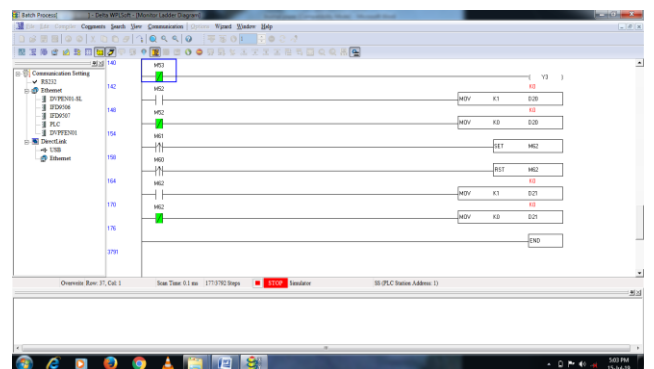 Batch Process] ) - Delta WPLSoft - [Monitor Ladder Diagram]
File Edit Compiler Comments Search View Communication Options Wizard Window Help
Communication Setting
RS232
Ethernet
DVPEN01-SL
IFD9506
IFD9507
PLC
DVPFEN01
DirectLink
USB
Ethernet
140 M53 Y3
142 M52 K0
MOV K1 D20
148 M52 K0
MOV K0 D20
154 M61
SET M62
158 M60
RST M62
164 M62 K0
MOV K1 D21
170 M62 K0
MOV K0 D21
176
END
3791
Overwrite Row: 37, Col: 1 Scan Time: 0.1 ms 177/3792 Steps STOP Simulator SS (PLC Station Address: 1)
5:03 PM
15-Jul-19